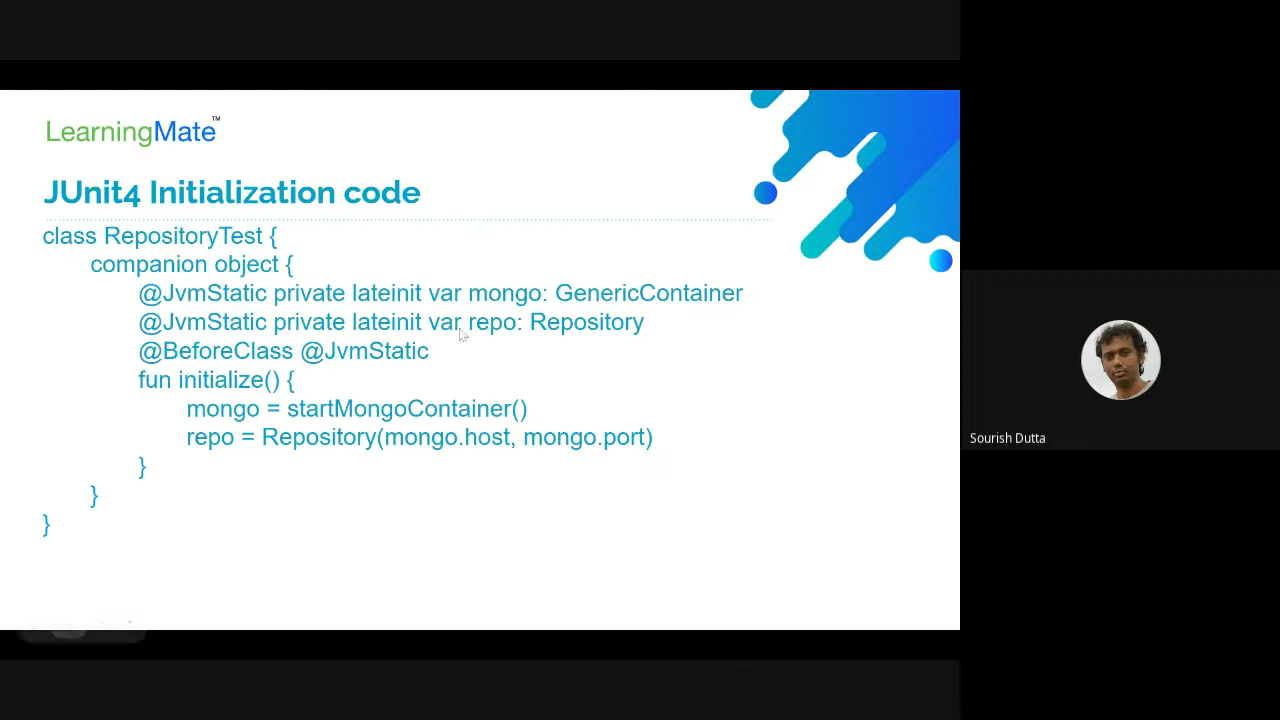 LearningMate™
JUnit4 Initialization code
class RepositoryTest {
companion object {
@JvmStatic private lateinit var mongo: GenericContainer
@JvmStatic private lateinit var repo: Repository
@BeforeClass @JvmStatic
fun initialize() {
mongo = startMongoContainer()
repo = Repository(mongo.host, mongo.port)
}
}
}
Sourish Dutta